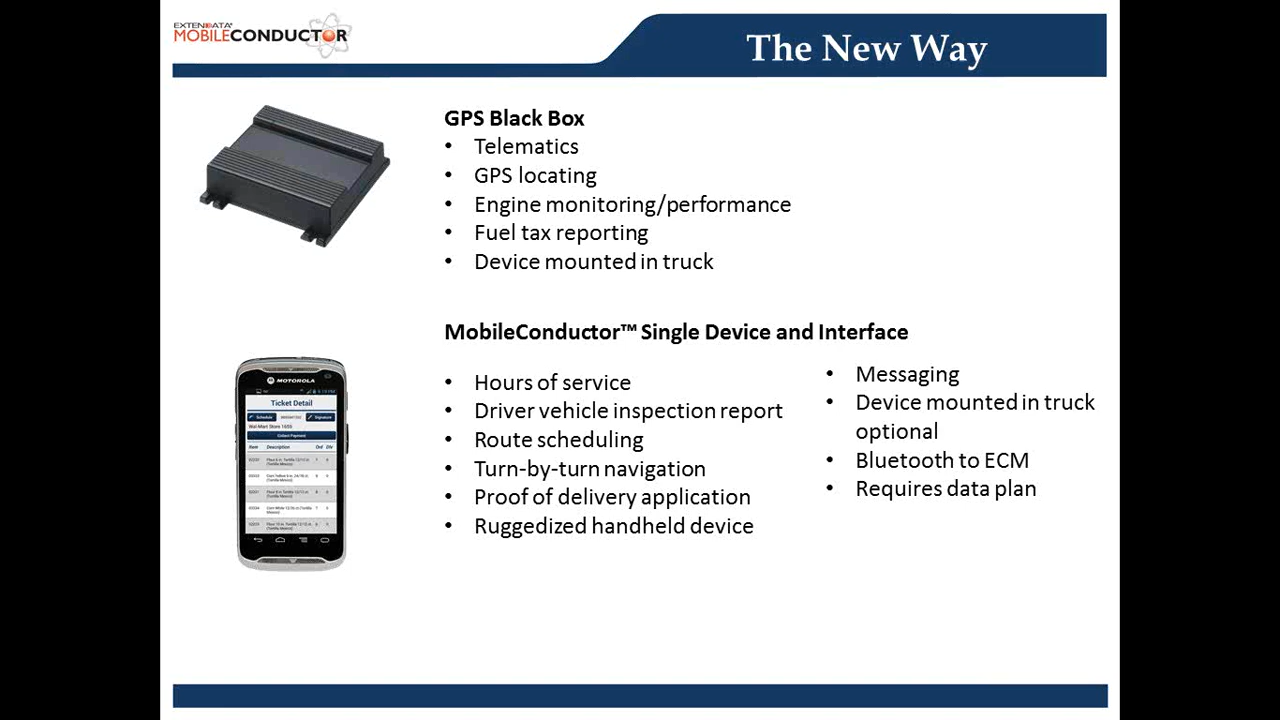 EXTENDATA®
MOBILECONDUCTOR
The New Way
GPS Black Box
• Telematics
• GPS locating
• Engine monitoring/performance
• Fuel tax reporting
• Device mounted in truck
MobileConductor™ Single Device and Interface
• Hours of service
• Driver vehicle inspection report
• Route scheduling
• Turn-by-turn navigation
• Proof of delivery application
• Ruggedized handheld device
• Messaging
• Device mounted in truck
optional
• Bluetooth to ECM
• Requires data plan
MOTOROLA
Ticket Detail
Schedule
Signature
Wal-Mart Store 1655
Collect Payment
Item Description Ord Dlv